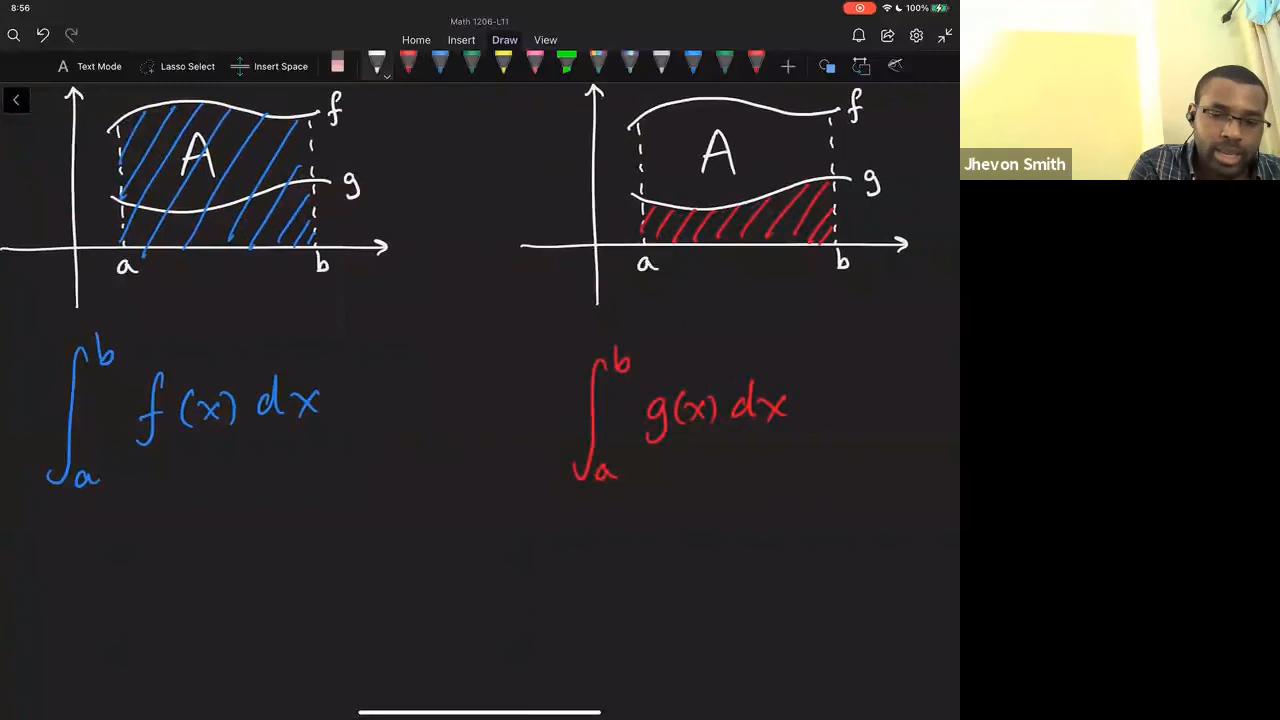 8:56
100%
Math 1206-L11
Home Insert Draw View
Text Mode Lasso Select Insert Space
f f
A A
g g
a b a b
∫_a^b f(x) dx ∫_a^b g(x) dx
Jhevon Smith